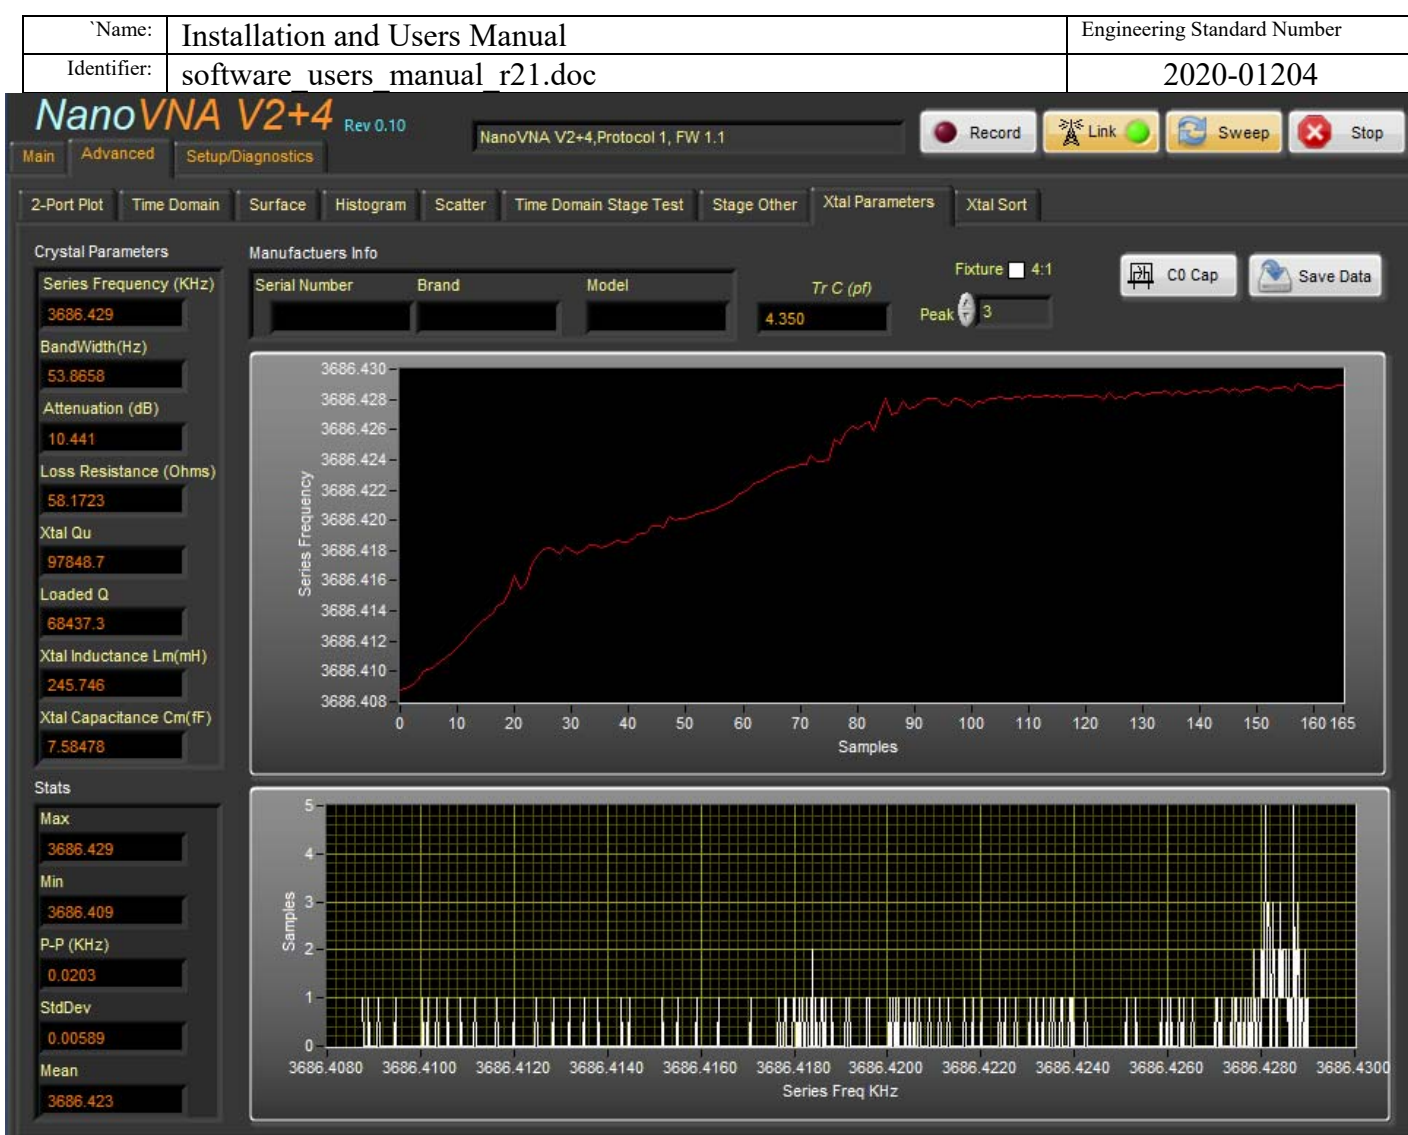 `Name: Installation and Users Manual Engineering Standard Number
Identifier: software_users_manual_r21.doc 2020-01204
NanoVNA V2+4 Rev 0.10
NanoVNA V2+4,Protocol 1, FW 1.1
Record Link Sweep Stop
Main Advanced Setup/Diagnostics
2-Port Plot Time Domain Surface Histogram Scatter Time Domain Stage Test Stage Other Xtal Parameters Xtal Sort
Crystal Parameters
Series Frequency (KHz)
3686.429
BandWidth(Hz)
53.8658
Attenuation (dB)
10.441
Loss Resistance (Ohms)
58.1723
Xtal Qu
97848.7
Loaded Q
68437.3
Xtal Inductance Lm(mH)
245.746
Xtal Capacitance Cm(fF)
7.58478
Stats
Max
3686.429
Min
3686.409
P-P (KHz)
0.0203
StdDev
0.00589
Mean
3686.423
Manufactuers Info
Serial Number Brand Model
Tr C (pf)
4.350
Fixture 4:1
Peak 3
C0 Cap Save Data
3686.430
3686.428
3686.426
3686.424
3686.422
3686.420
3686.418
3686.416
3686.414
3686.412
3686.410
3686.408
Series Frequency
0 10 20 30 40 50 60 70 80 90 100 110 120 130 140 150 160 165
Samples
5
4
3
2
1
0
Samples
3686.4080 3686.4100 3686.4120 3686.4140 3686.4160 3686.4180 3686.4200 3686.4220 3686.4240 3686.4260 3686.4280 3686.4300
Series Freq KHz